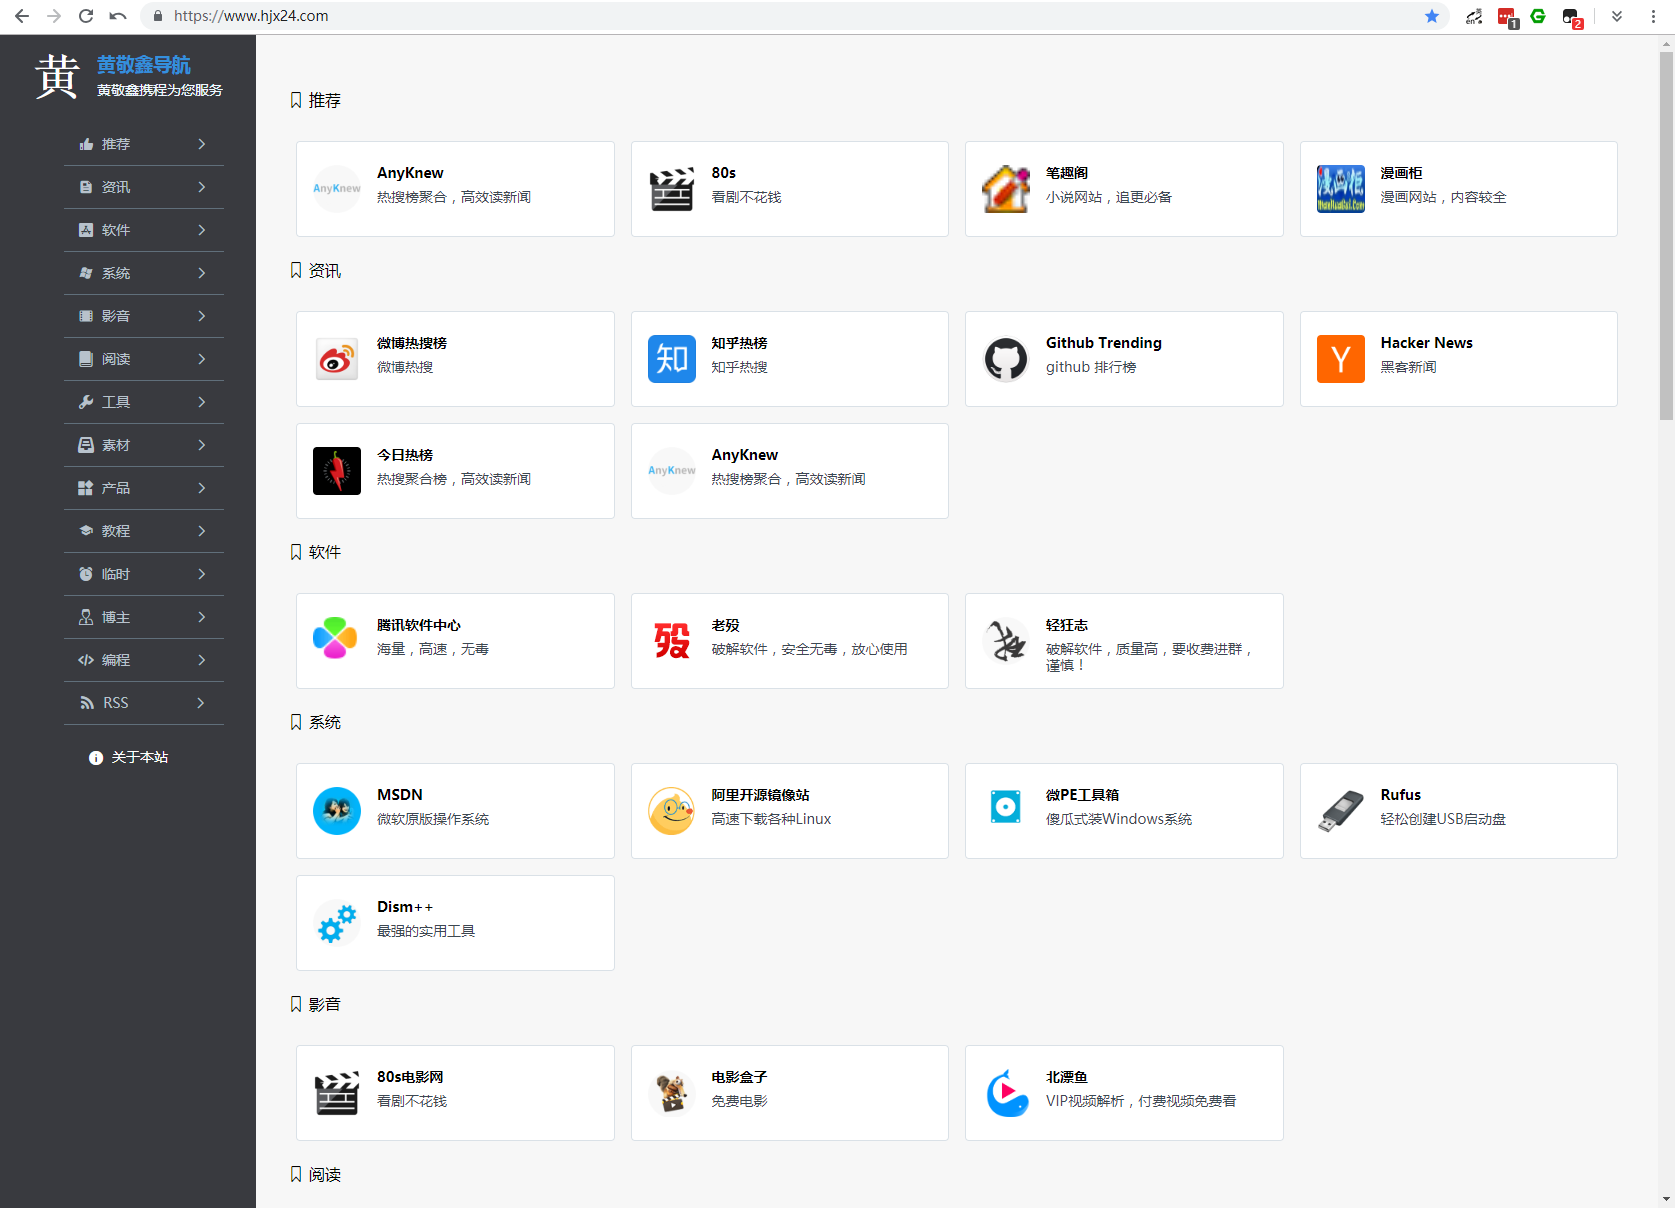 https://www.hjx24.com
1
2
黄
黄敬鑫导航
黄敬鑫携程为您服务
推荐
资讯
软件
系统
影音
阅读
工具
素材
产品
教程
临时
博主
编程
RSS
关于本站
推荐
AnyKnew
AnyKnew
热搜榜聚合，高效读新闻
80s
看剧不花钱
笔趣阁
小说网站，追更必备
漫画柜
漫画柜
漫画网站，内容较全
资讯
微博热搜榜
微博热搜
知
知乎热榜
知乎热搜
Github Trending
github 排行榜
Y
Hacker News
黑客新闻
今日热榜
热搜聚合榜，高效读新闻
AnyKnew
AnyKnew
热搜榜聚合，高效读新闻
软件
腾讯软件中心
海量，高速，无毒
殁
老殁
破解软件，安全无毒，放心使用
轻狂志
破解软件，质量高，要收费进群，
谨慎！
系统
MSDN
微软原版操作系统
阿里开源镜像站
高速下载各种Linux
微PE工具箱
傻瓜式装Windows系统
Rufus
轻松创建USB启动盘
Dism++
最强的实用工具
影音
80s电影网
看剧不花钱
电影盒子
免费电影
北漂鱼
VIP视频解析，付费视频免费看
阅读